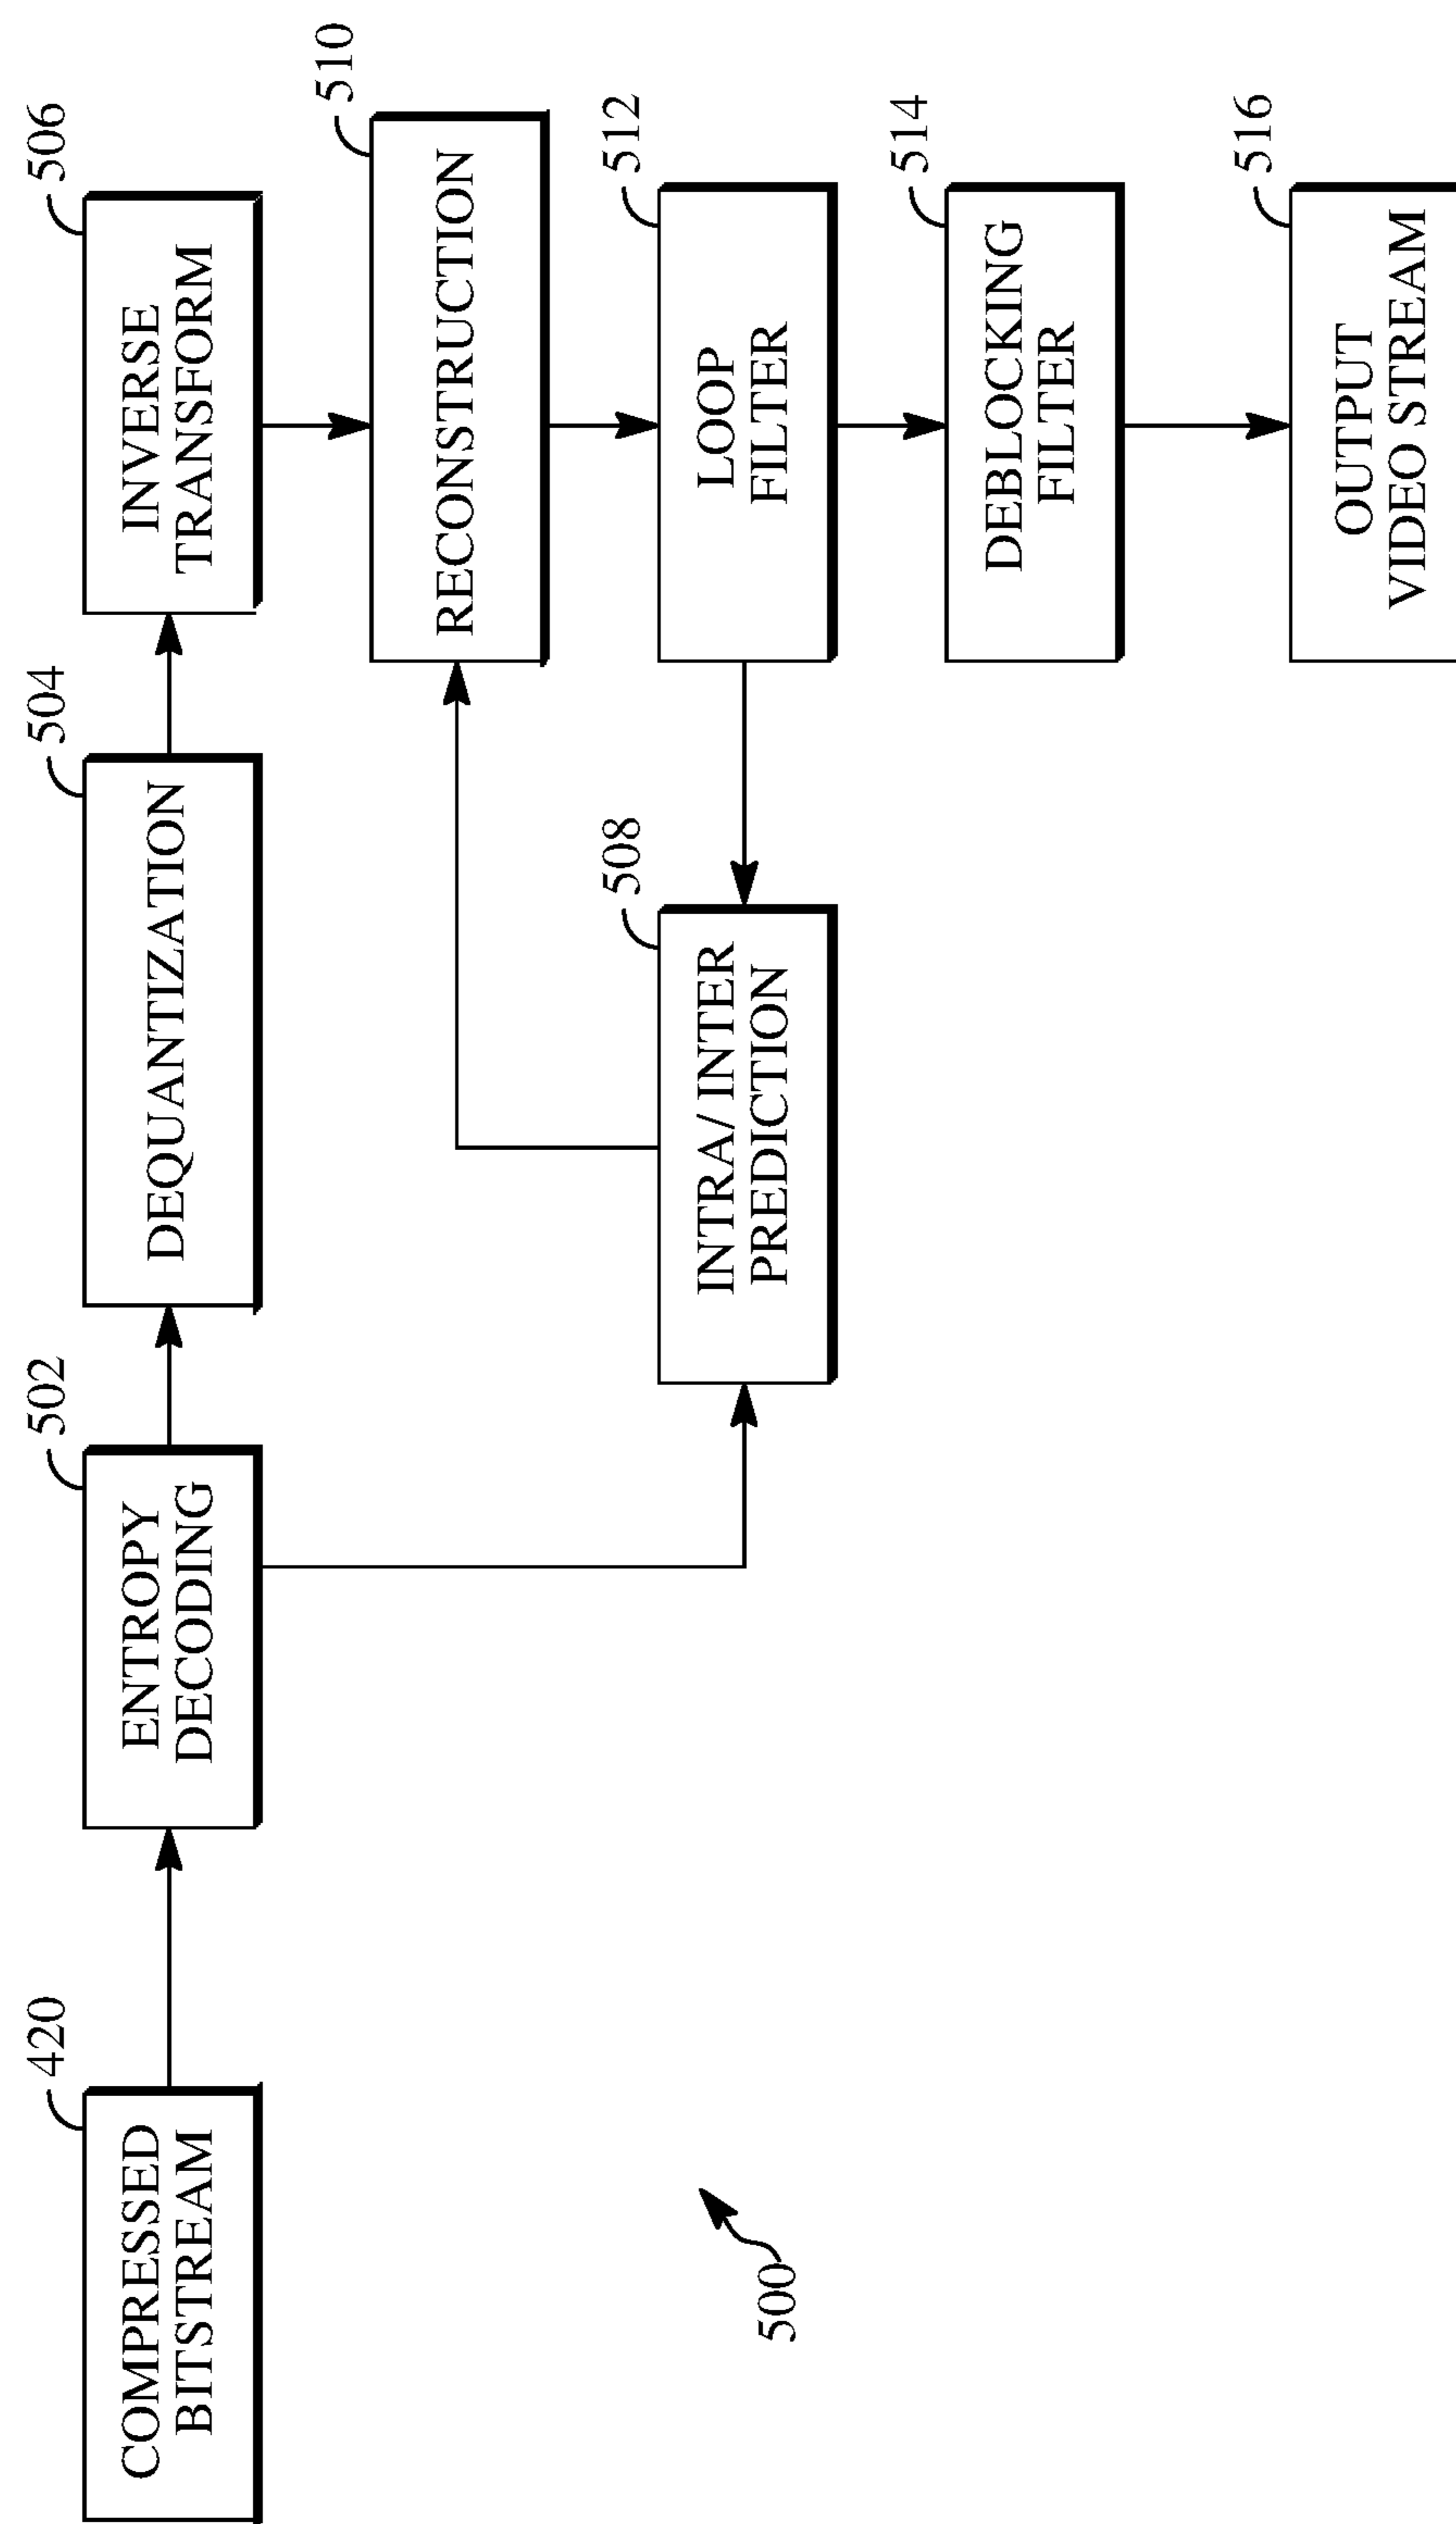 420
COMPRESSED
BITSTREAM
502
ENTROPY
DECODING
504
DEQUANTIZATION
506
INVERSE
TRANSFORM
510
RECONSTRUCTION
508
INTRA/ INTER
PREDICTION
512
LOOP
FILTER
500
514
DEBLOCKING
FILTER
516
OUTPUT
VIDEO STREAM